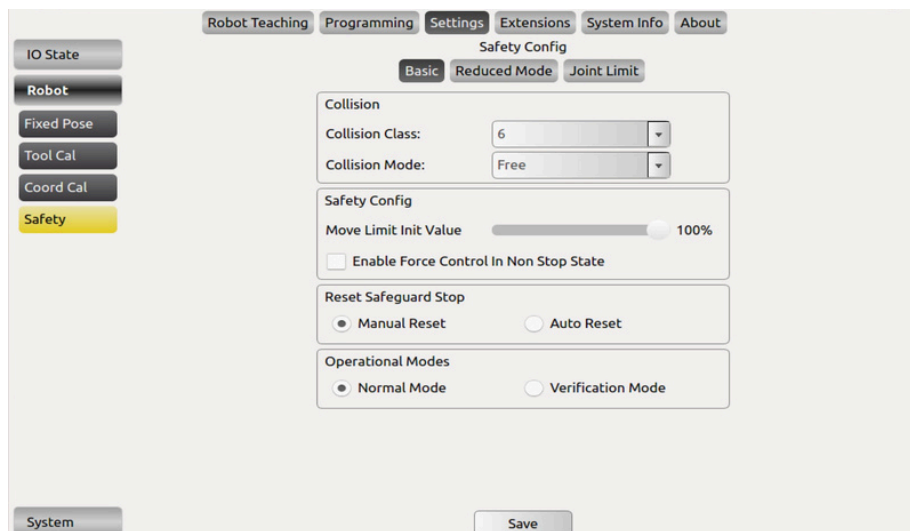 Robot Teaching Programming Settings Extensions System Info About
IO State
Robot
Fixed Pose
Tool Cal
Coord Cal
Safety
System
Safety Config
Basic Reduced Mode Joint Limit
Collision
Collision Class: 6
Collision Mode: Free
Safety Config
Move Limit Init Value 100%
Enable Force Control In Non Stop State
Reset Safeguard Stop
Manual Reset Auto Reset
Operational Modes
Normal Mode Verification Mode
Save